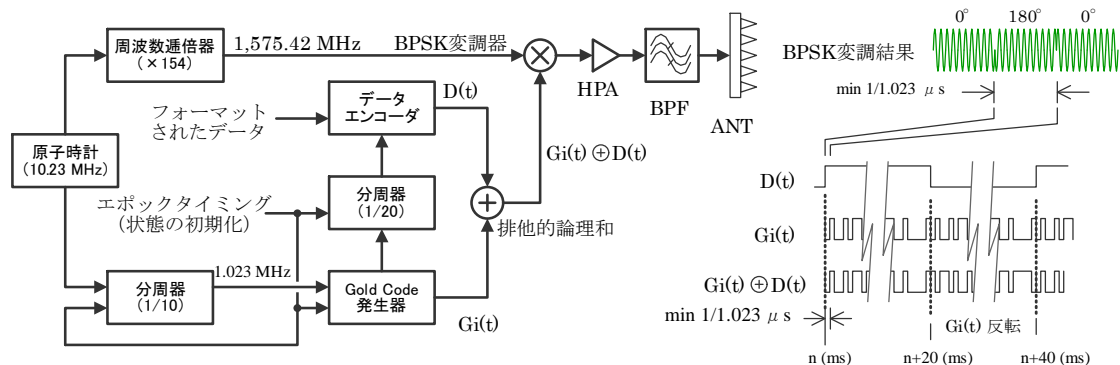 周波数逓倍器
(×154)
1,575.42 MHz
BPSK変調器
HPA
BPF
ANT
フォーマット
されたデータ
データ
エンコーダ
D(t)
原子時計
(10.23 MHz)
Gi(t) ⊕D(t)
エポックタイミング
(状態の初期化)
分周器
(1/20)
排他的論理和
分周器
(1/10)
1.023 MHz
Gold Code
発生器
Gi(t)
0° 180° 0°
BPSK変調結果
min 1/1.023 μs
D(t)
Gi(t)
Gi(t) ⊕D(t)
min 1/1.023 μs
Gi(t) 反転
n (ms)
n+20 (ms)
n+40 (ms)